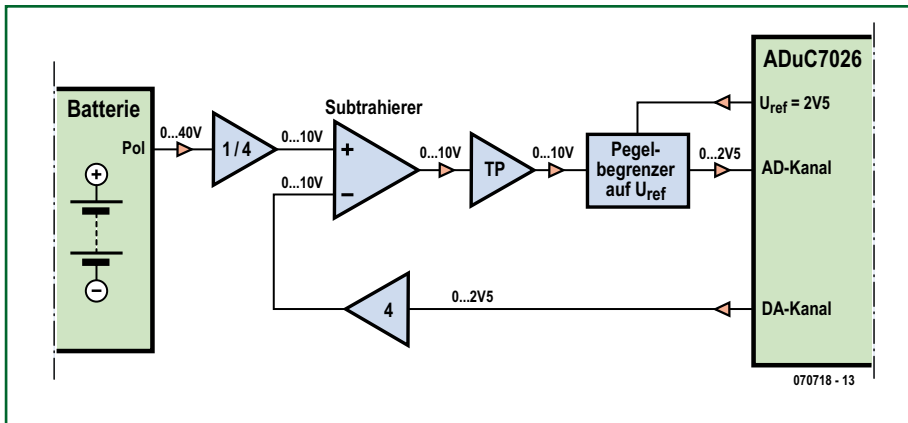 Batterie
Pol
0...40V
1 / 4
0...10V
0...10V
Subtrahierer
+
−
0...10V
TP
0...10V
Pegel-
begrenzer
auf Uref
0...2V5
ADuC7026
Uref = 2V5
AD-Kanal
DA-Kanal
0...2V5
4
+
−
070718 - 13